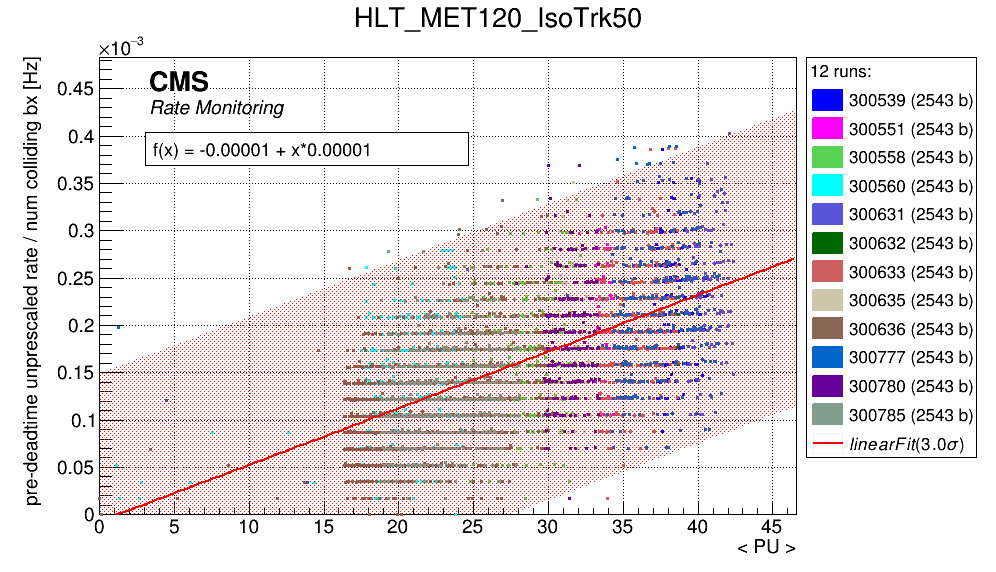 HLT_MET120_IsoTrk50
×10⁻³
CMS
Rate Monitoring
f(x) = -0.00001 + x*0.00001
pre-deadtime unprescaled rate / num colliding bx [Hz]
0.45
0.4
0.35
0.3
0.25
0.2
0.15
0.1
0.05
0
0 5 10 15 20 25 30 35 40 45
< PU >
12 runs:
300539 (2543 b)
300551 (2543 b)
300558 (2543 b)
300560 (2543 b)
300631 (2543 b)
300632 (2543 b)
300633 (2543 b)
300635 (2543 b)
300636 (2543 b)
300777 (2543 b)
300780 (2543 b)
300785 (2543 b)
linearFit(3.0σ)